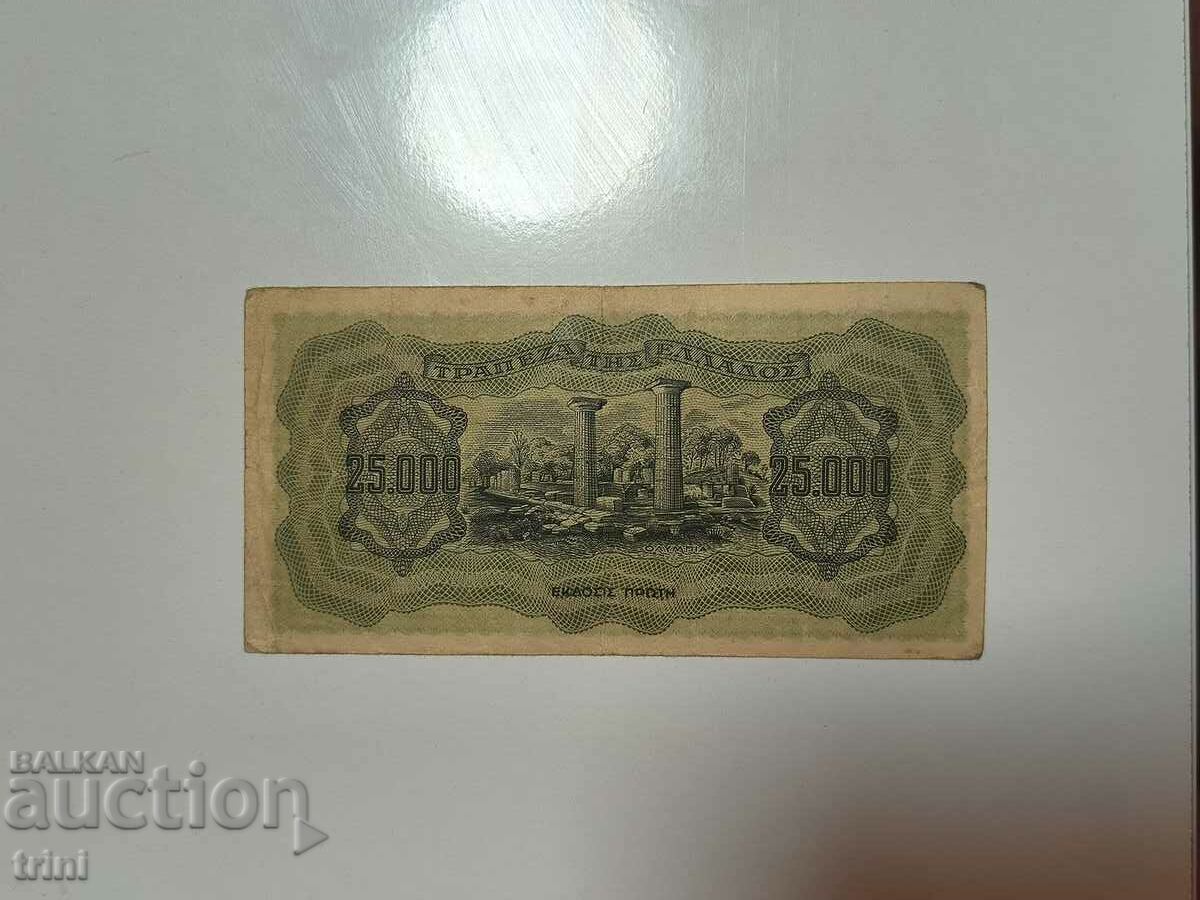 ΤΡΑΠΕΖΑ ΤΗΣ ΕΛΛΑΔΟΣ
25.000 25.000
ΟΛΥΜΠΙΑ
ΕΚΔΟΣΙΣ ΠΡΩΤΗ
BALKAN
auction
trini